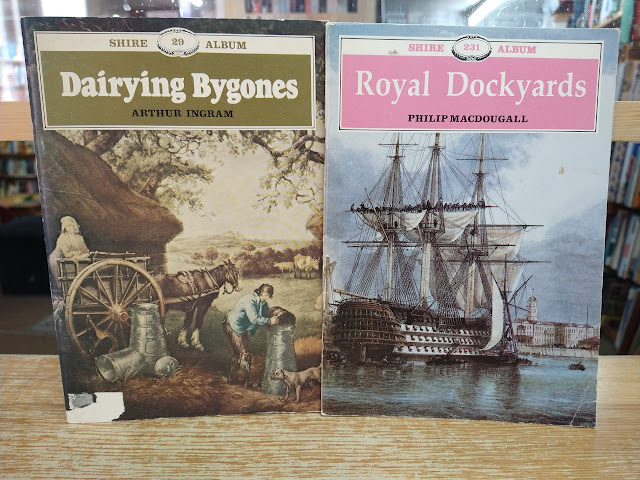 SHIRE 29 ALBUM
Dairying Bygones
ARTHUR INGRAM
SHIRE 231 ALBUM
Royal Dockyards
PHILIP MACDOUGALL